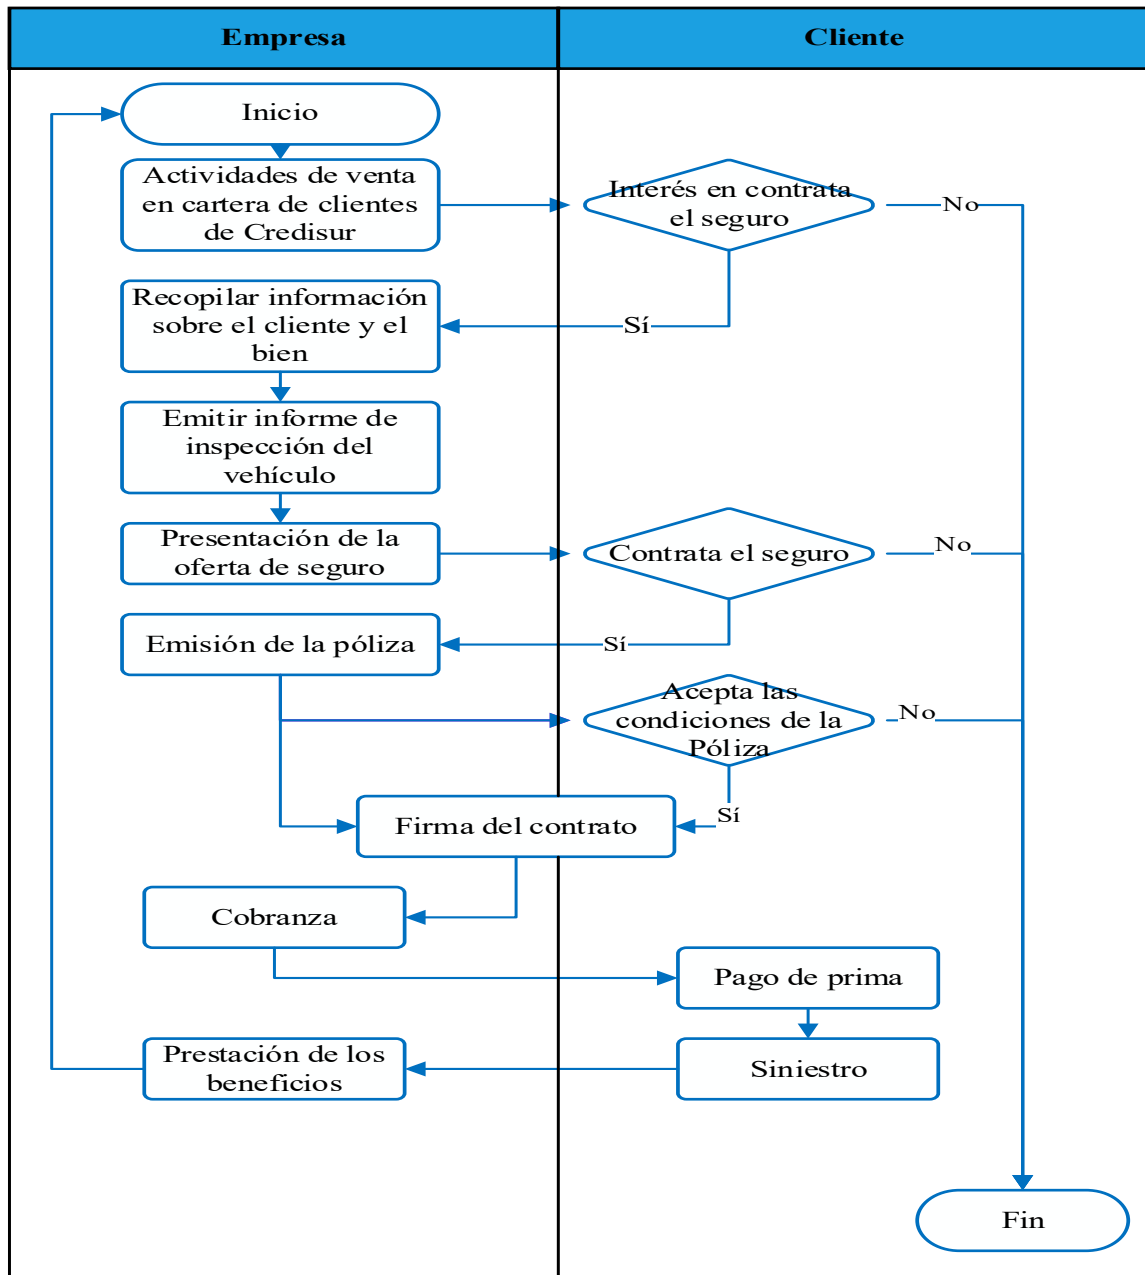 Empresa
Cliente
Inicio
Actividades de venta
en cartera de clientes
de Credisur
Interés en contrata
el seguro
No
Recopilar información
sobre el cliente y el
bien
Sí
Emitir informe de
inspección del
vehículo
Presentación de la
oferta de seguro
Contrata el seguro
No
Emisión de la póliza
Sí
Acepta las
condiciones de la
Póliza
No
Sí
Firma del contrato
Cobranza
Pago de prima
Prestación de los
beneficios
Siniestro
Fin